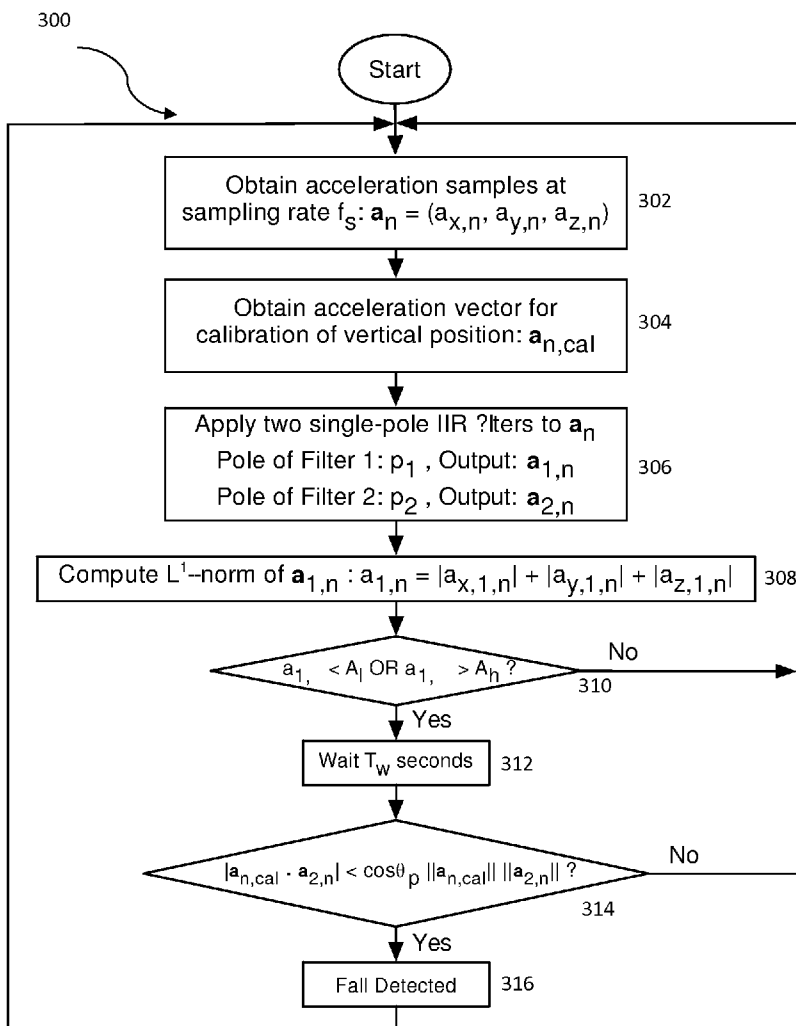 300
Start
Obtain acceleration samples at
sampling rate fs: an = (ax,n, ay,n, az,n)
302
Obtain acceleration vector for
calibration of vertical position: an,cal
304
Apply two single-pole IIR ?lters to an
Pole of Filter 1: p1 , Output: a1,n
Pole of Filter 2: p2 , Output: a2,n
306
Compute L¹--norm of a1,n : a1,n = |ax,1,n| + |ay,1,n| + |az,1,n|
308
a1, < Al OR a1, > Ah ?
No
310
Yes
Wait Tw seconds
312
|an,cal . a2,n| < cosθp ||an,cal|| ||a2,n|| ?
No
314
Yes
Fall Detected
316